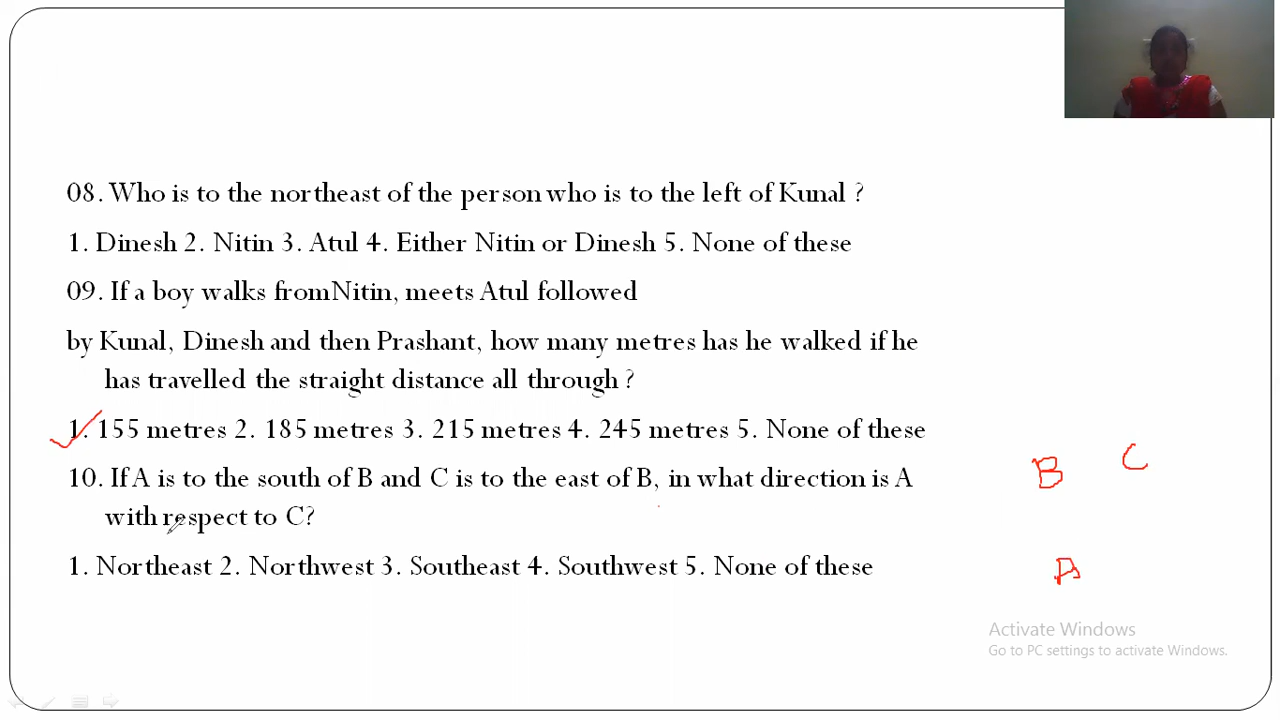 08. Who is to the northeast of the person who is to the left of Kunal ?
1. Dinesh 2. Nitin 3. Atul 4. Either Nitin or Dinesh 5. None of these
09. If a boy walks fromNitin, meets Atul followed
by Kunal, Dinesh and then Prashant, how many metres has he walked if he
has travelled the straight distance all through ?
1. 155 metres 2. 185 metres 3. 215 metres 4. 245 metres 5. None of these
10. If A is to the south of B and C is to the east of B, in what direction is A
with respect to C?
1. Northeast 2. Northwest 3. Southeast 4. Southwest 5. None of these
B C
A
Activate Windows
Go to PC settings to activate Windows.